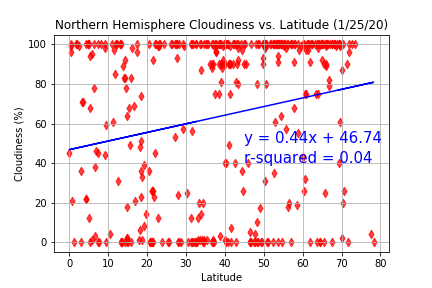 Northern Hemisphere Cloudiness vs. Latitude (1/25/20)
100
80
60
40
20
0
Cloudiness (%)
y = 0.44x + 46.74
r-squared = 0.04
0 10 20 30 40 50 60 70 80
Latitude